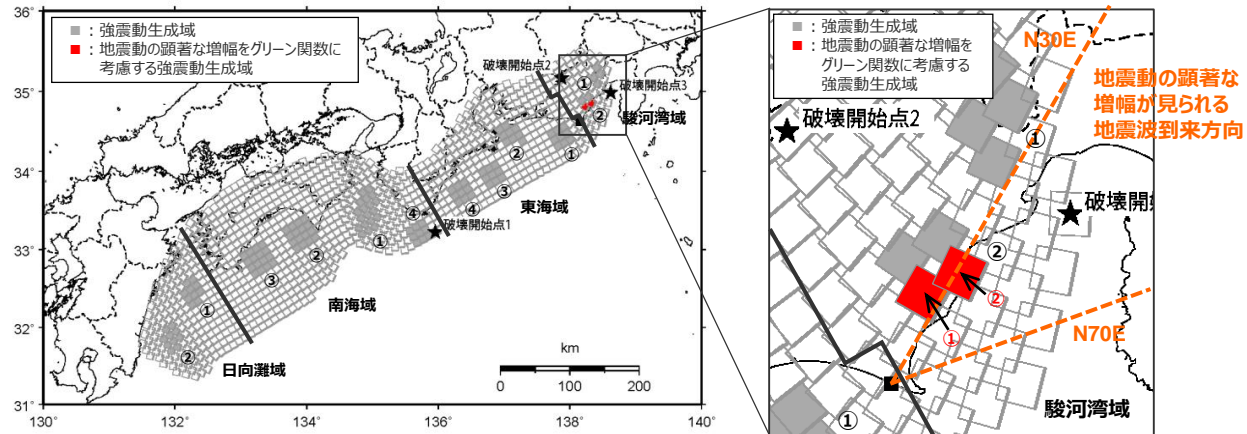 ■：強震動生成域
■：地震動の顕著な増幅をグリーン関数に
考慮する強震動生成域
破壊開始点2
破壊開始点3
破壊開始点1
①
②
駿河湾域
②
①
③
④
東海域
④
①
②
③
南海域
①
②
日向灘域
km
0 100 200
36°
35°
34°
33°
32°
31°
130 132 134 136 138 140
■：強震動生成域
■：地震動の顕著な増幅を
グリーン関数に考慮する
強震動生成域
N30E
地震動の顕著な
増幅が見られる
地震波到来方向
破壊開始点2
①
破壊開
②
②
①
N70E
①
駿河湾域